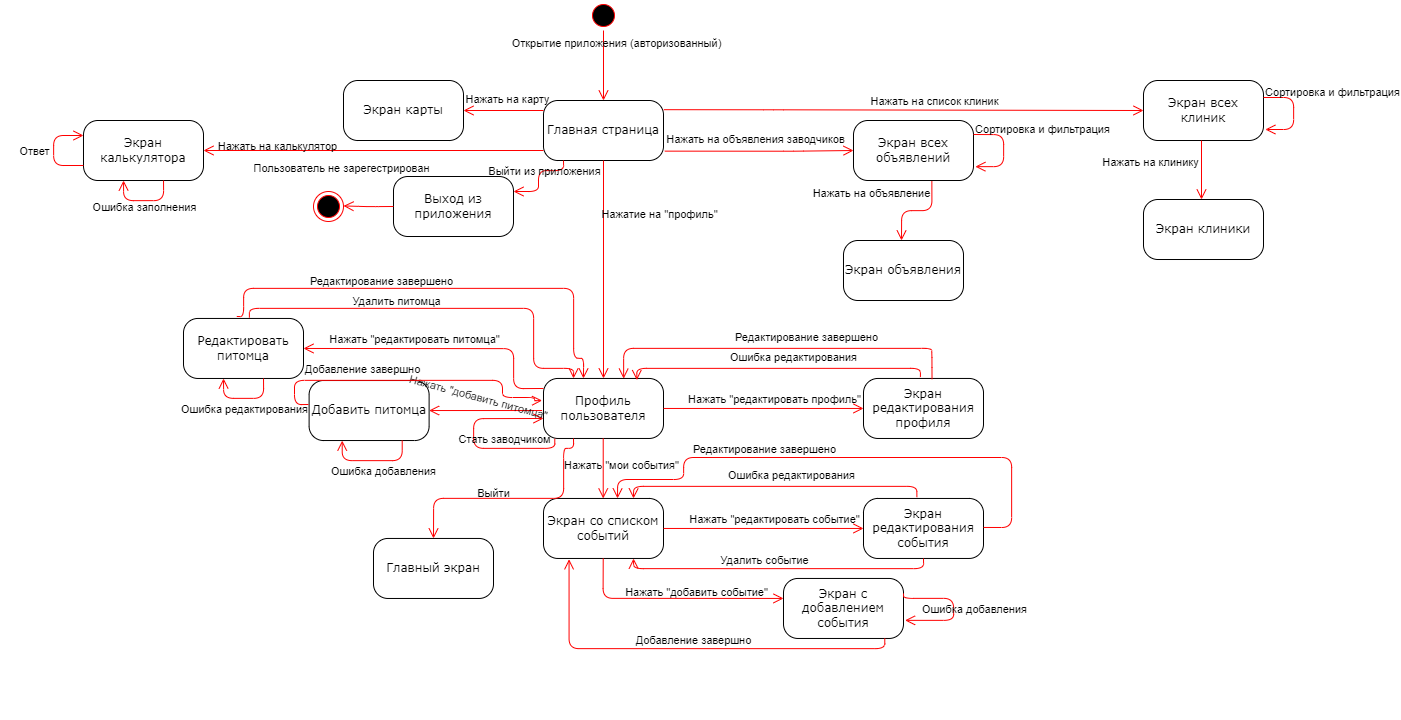 Открытие приложения (авторизованный)
Экран карты
Нажать на карту
Главная страница
Нажать на список клиник
Экран всех
клиник
Сортировка и фильтрация
Экран
калькулятора
Ответ
Нажать на калькулятор
Нажать на объявления заводчиков
Экран всех
объявлений
Сортировка и фильтрация
Нажать на клинику
Пользователь не зарегестрирован
Выйти из приложения
Ошибка заполнения
Выход из
приложения
Нажатие на "профиль"
Нажать на объявление
Экран клиники
Экран объявления
Редактирование завершено
Удалить питомца
Редактировать
питомца
Нажать "редактировать питомца"
Редактирование завершено
Ошибка редактирования
Добавление завершно
Нажать "добавить питомца"
Ошибка редактирования
Добавить питомца
Профиль
пользователя
Нажать "редактировать профиль"
Экран
редактирования
профиля
Стать заводчиком
Ошибка добавления
Нажать "мои события"
Редактирование завершено
Ошибка редактирования
Выйти
Экран со списком
событий
Нажать "редактировать событие"
Экран
редактирования
события
Главный экран
Удалить событие
Нажать "добавить событие"
Экран с
добавлением
события
Ошибка добавления
Добавление завершно